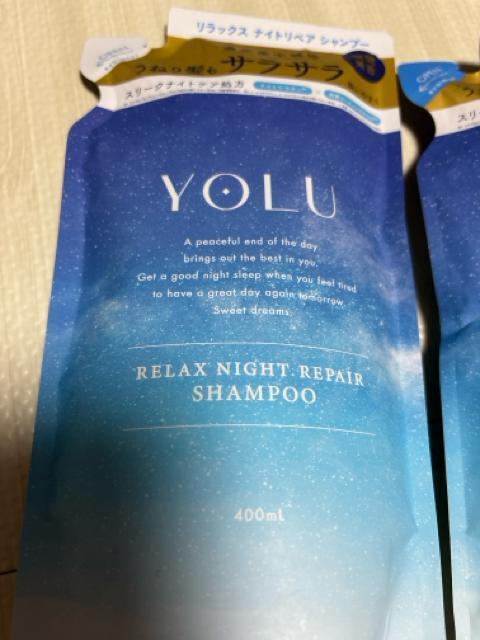 リラックス ナイトリペア シャンプー
うねり髪も サラサラ
スリークナイトケア処方
YOLU
A peaceful end of the day
brings out the best in you.
Get a good night sleep when you feel tired
to have a great day again tomorrow.
Sweet dreams
RELAX NIGHT REPAIR
SHAMPOO
400mL
OPEN
スリ